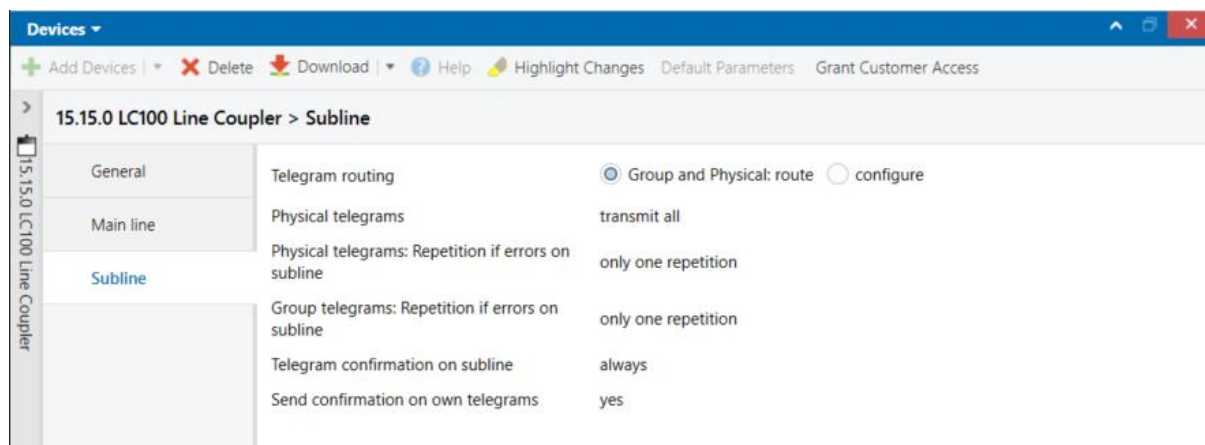 Devices
Add Devices Delete Download Help Highlight Changes Default Parameters Grant Customer Access
15.15.0 LC100 Line Coupler > Subline
15.15.0 LC100 Line Coupler
General
Main line
Subline
Telegram routing Group and Physical: route configure
Physical telegrams transmit all
Physical telegrams: Repetition if errors on
subline
only one repetition
Group telegrams: Repetition if errors on
subline
only one repetition
Telegram confirmation on subline always
Send confirmation on own telegrams yes